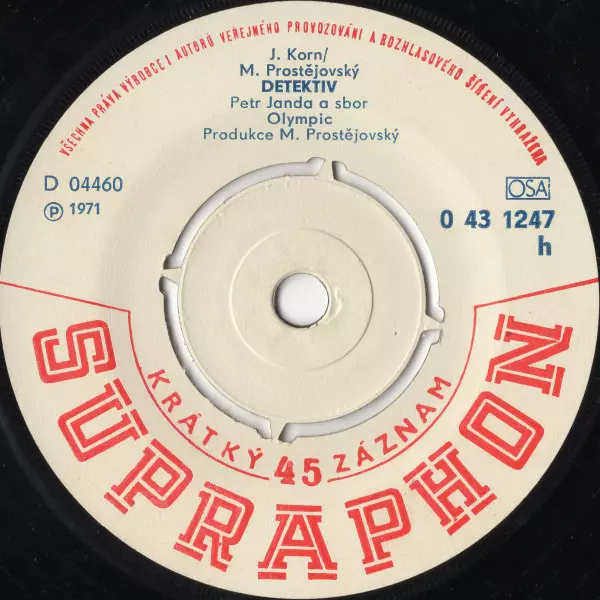 VŠECHNA PRÁVA VÝROBCE I AUTORŮ VEŘEJNÉHO PROVOZOVÁNÍ A ROZHLASOVÉHO ŠÍŘENÍ VYHRAŽENA
J. Korn/
M. Prostějovský
DETEKTIV
Petr Janda a sbor
Olympic
Produkce M. Prostějovský
D 04460
℗ 1971
OSA
0 43 1247
h
KRÁTKÝ 45 ZÁZNAM
SUPRAPHON